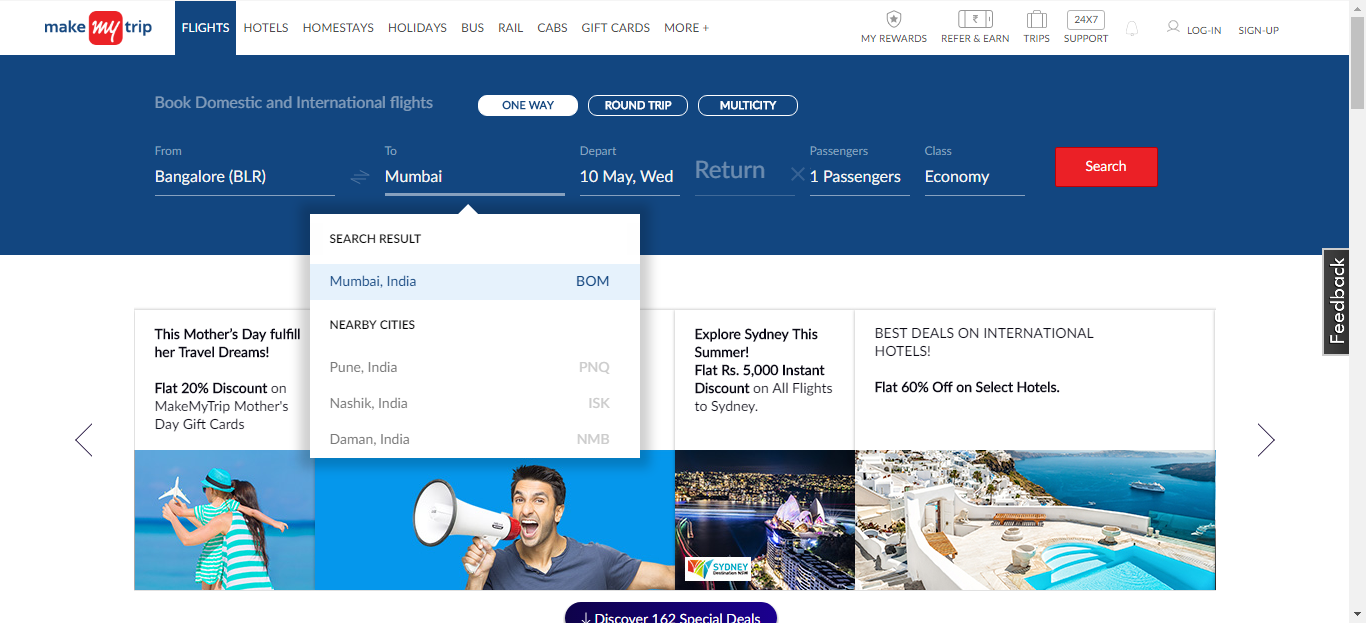 make my trip
FLIGHTS HOTELS HOMESTAYS HOLIDAYS BUS RAIL CABS GIFT CARDS MORE +
MY REWARDS REFER & EARN TRIPS 24X7 SUPPORT LOG-IN SIGN-UP
Book Domestic and International flights ONE WAY ROUND TRIP MULTICITY
From To Depart Passengers Class
Bangalore (BLR) Mumbai 10 May, Wed Return 1 Passengers Economy Search
SEARCH RESULT
Mumbai, India BOM
NEARBY CITIES
Pune, India PNQ
Nashik, India ISK
Daman, India NMB
Feedback
This Mother's Day fulfill
her Travel Dreams!
Flat 20% Discount on
MakeMyTrip Mother's
Day Gift Cards
Explore Sydney This
Summer!
Flat Rs. 5,000 Instant
Discount on All Flights
to Sydney.
BEST DEALS ON INTERNATIONAL
HOTELS!
Flat 60% Off on Select Hotels.
SYDNEY
Destination NSW
Discover 162 Special Deals